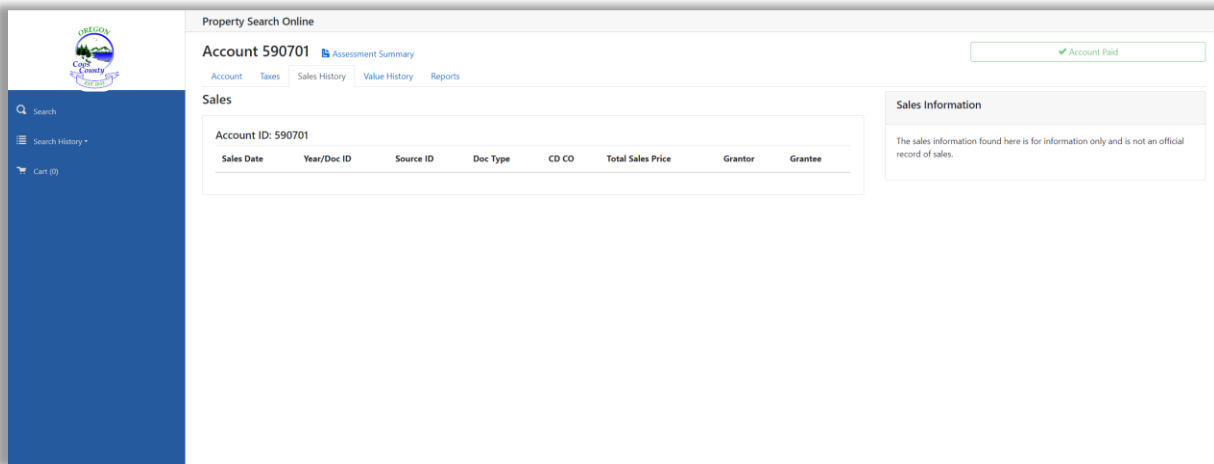 OREGON
Coos
County
Property Search Online
Account 590701 Assessment Summary
Account Paid
Account Taxes Sales History Value History Reports
Search
Search History
Cart (0)
Sales
Account ID: 590701
Sales Date Year/Doc ID Source ID Doc Type CD CO Total Sales Price Grantor Grantee
Sales Information
The sales information found here is for information only and is not an official
record of sales.